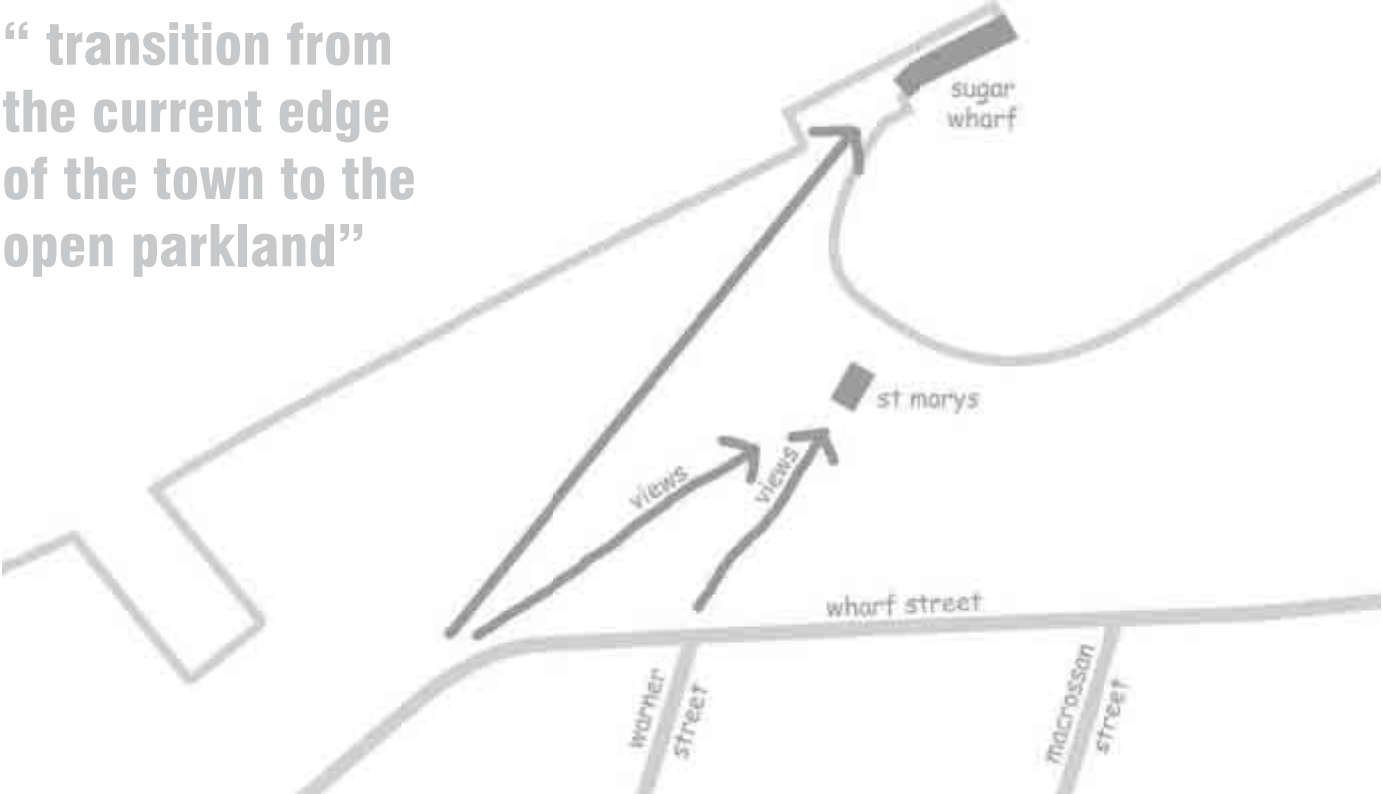 “ transition from
the current edge
of the town to the
open parkland”
sugar
wharf
st marys
views
views
wharf street
warner
street
macrossan
street